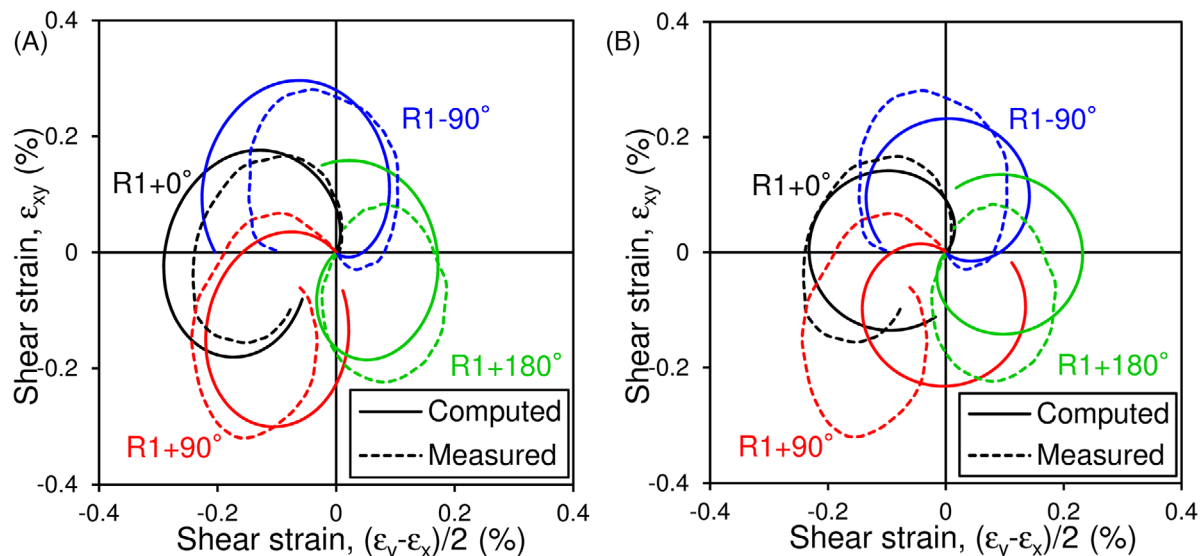 (A)
Shear strain, εxy (%)
0.4
0.2
0
-0.2
-0.4
-0.4
-0.2
0
0.2
0.4
Shear strain, (εy-εx)/2 (%)
R1-90°
R1+0°
R1+180°
R1+90°
Computed
Measured
(B)
Shear strain, εxy (%)
0.4
0.2
0
-0.2
-0.4
-0.4
-0.2
0
0.2
0.4
Shear strain, (εy-εx)/2 (%)
R1-90°
R1+0°
R1+180°
R1+90°
Computed
Measured